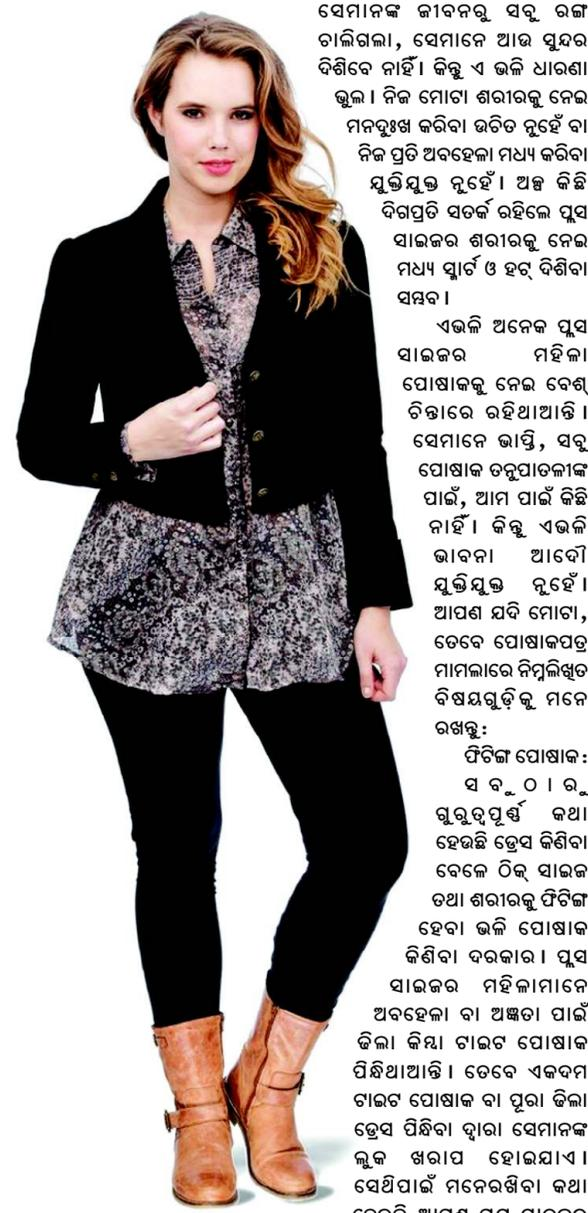 ସେମାନଙ୍କ ଜୀବନରୁ ସବୁ ରଙ୍ଗ
ଚାଲିଗଲା, ସେମାନେ ଆଉ ସୁନ୍ଦର
ଦିଶିବେ ନାହିଁ। କିନ୍ତୁ ଏ ଭଳି ଧାରଣା
ଭୁଲ। ନିଜ ମୋଟା ଶରୀରକୁ ନେଇ
ମନଦୁଃଖ କରିବା ଉଚିତ ନୁହେଁ ବା
ନିଜ ପ୍ରତି ଅବହେଳା ମଧ୍ୟ କରିବା
ଯୁକ୍ତିଯୁକ୍ତ ନୁହେଁ। ଅଳ୍ପ କିଛି
ଦିଗପ୍ରତି ସତର୍କ ରହିଲେ ପ୍ଲସ
ସାଇଜର ଶରୀରକୁ ନେଇ
ମଧ୍ୟ ସ୍ମାର୍ଟ ଓ ହଟ୍ ଦିଶିବା
ସମ୍ଭବ।
ଏଭଳି ଅନେକ ପ୍ଲସ
ସାଇଜର ମହିଳା
ପୋଷାକକୁ ନେଇ ବେଶ୍
ଚିନ୍ତାରେ ରହିଥାଆନ୍ତି।
ସେମାନେ ଭାବନ୍ତି, ସବୁ
ପୋଷାକ ତନୁପାତଳୀଙ୍କ
ପାଇଁ, ଆମ ପାଇଁ କିଛି
ନାହିଁ। କିନ୍ତୁ ଏଭଳି
ଭାବନା ଆଦୌ
ଯୁକ୍ତିଯୁକ୍ତ ନୁହେଁ।
ଆପଣ ଯଦି ମୋଟା,
ତେବେ ପୋଷାକପତ୍ର
ମାମଲାରେ ନିମ୍ନଲିଖିତ
ବିଷୟଗୁଡ଼ିକୁ ମନେ
ରଖନ୍ତୁ:
ଫିଟିଙ୍ଗ ପୋଷାକ:
ସବୁଠାରୁ
ଗୁରୁତ୍ୱପୂର୍ଣ୍ଣ କଥା
ହେଉଛି ଡ୍ରେସ କିଣିବା
ବେଳେ ଠିକ୍ ସାଇଜ
ତଥା ଶରୀରକୁ ଫିଟିଙ୍ଗ
ହେବା ଭଳି ପୋଷାକ
କିଣିବା ଦରକାର। ପ୍ଲସ
ସାଇଜର ମହିଳାମାନେ
ଅବହେଳା ବା ଅଜ୍ଞତା ପାଇଁ
ଢିଲା କିମ୍ବା ଟାଇଟ ପୋଷାକ
ପିନ୍ଧିଥାଆନ୍ତି। ତେବେ ଏକଦମ
ଟାଇଟ ପୋଷାକ ବା ପୂରା ଢିଲା
ଡ୍ରେସ ପିନ୍ଧିବା ଦ୍ୱାରା ସେମାନଙ୍କ
ଲୁକ ଖରାପ ହୋଇଯାଏ।
ସେଥିପାଇଁ ମନେରଖିବା କଥା